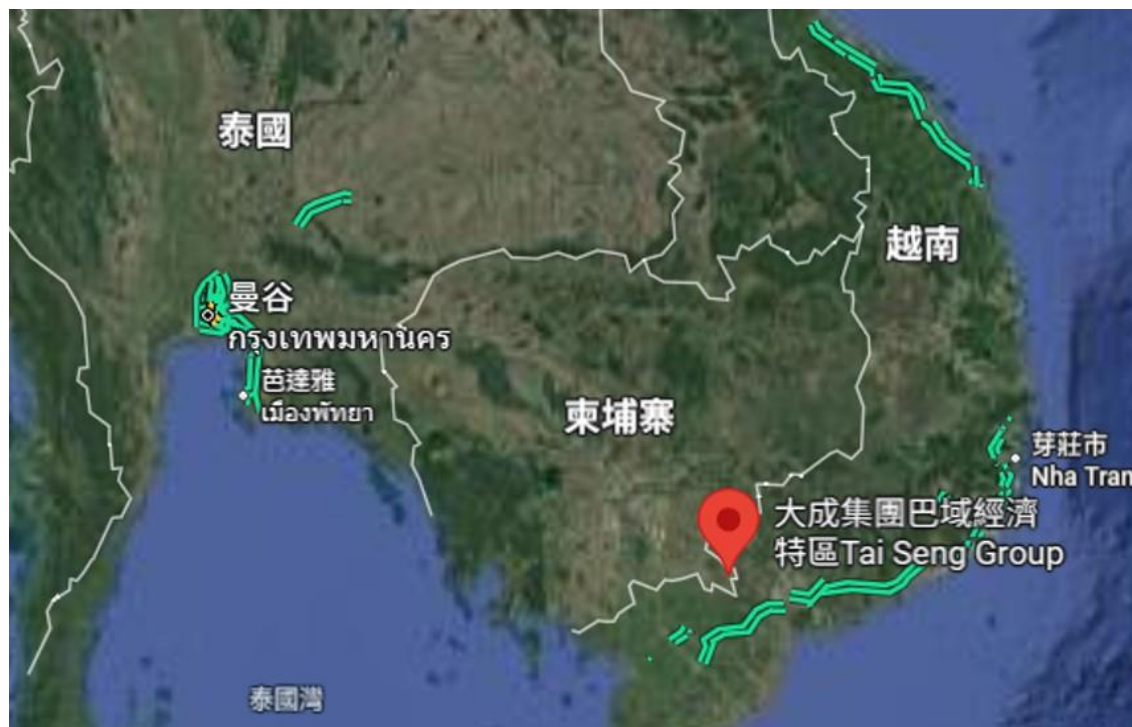 泰國
越南
曼谷
กรุงเทพมหานคร
芭達雅
เมืองพัทยา
柬埔寨
芽莊市
Nha Tran
大成集團巴域經濟
特區Tai Seng Group
泰國灣